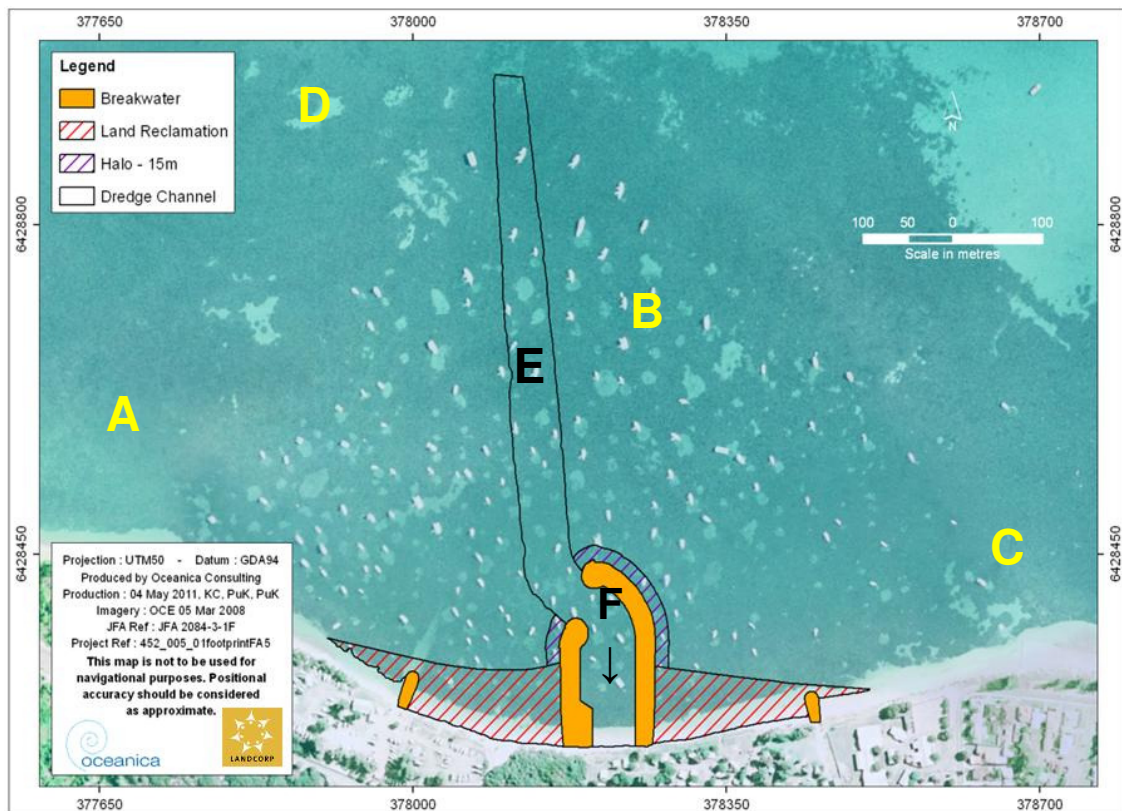 377650 378000 378350 378700
Legend
Breakwater
Land Reclamation
Halo - 15m
Dredge Channel
D
N
6428800 6428800
100 50 0 100
Scale in metres
B
E
A
6428450 6428450
C
F
↓
Projection : UTM50 - Datum : GDA94
Produced by Oceanica Consulting
Production : 04 May 2011, KC, PuK, PuK
Imagery : OCE 05 Mar 2008
JFA Ref : JFA 2084-3-1F
Project Ref : 452_005_01footprintFA5
This map is not to be used for
navigational purposes. Positional
accuracy should be considered
as approximate.
oceanica
LANDCORP
377650 378000 378350 378700